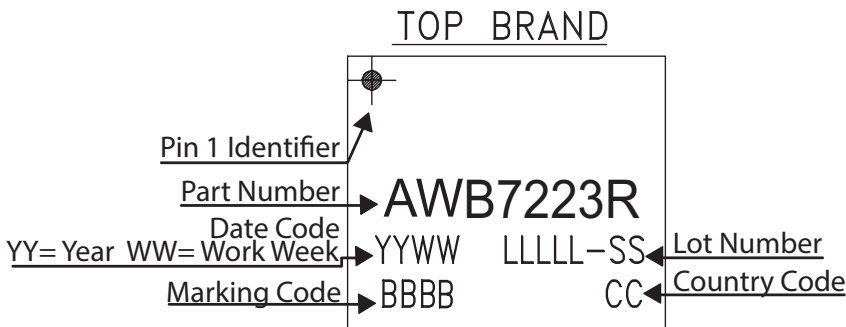 TOP BRAND
Pin 1 Identifier
Part Number AWB7223R
Date Code
YY= Year WW= Work Week YYWW LLLLL-SS Lot Number
Marking Code BBBB CC Country Code